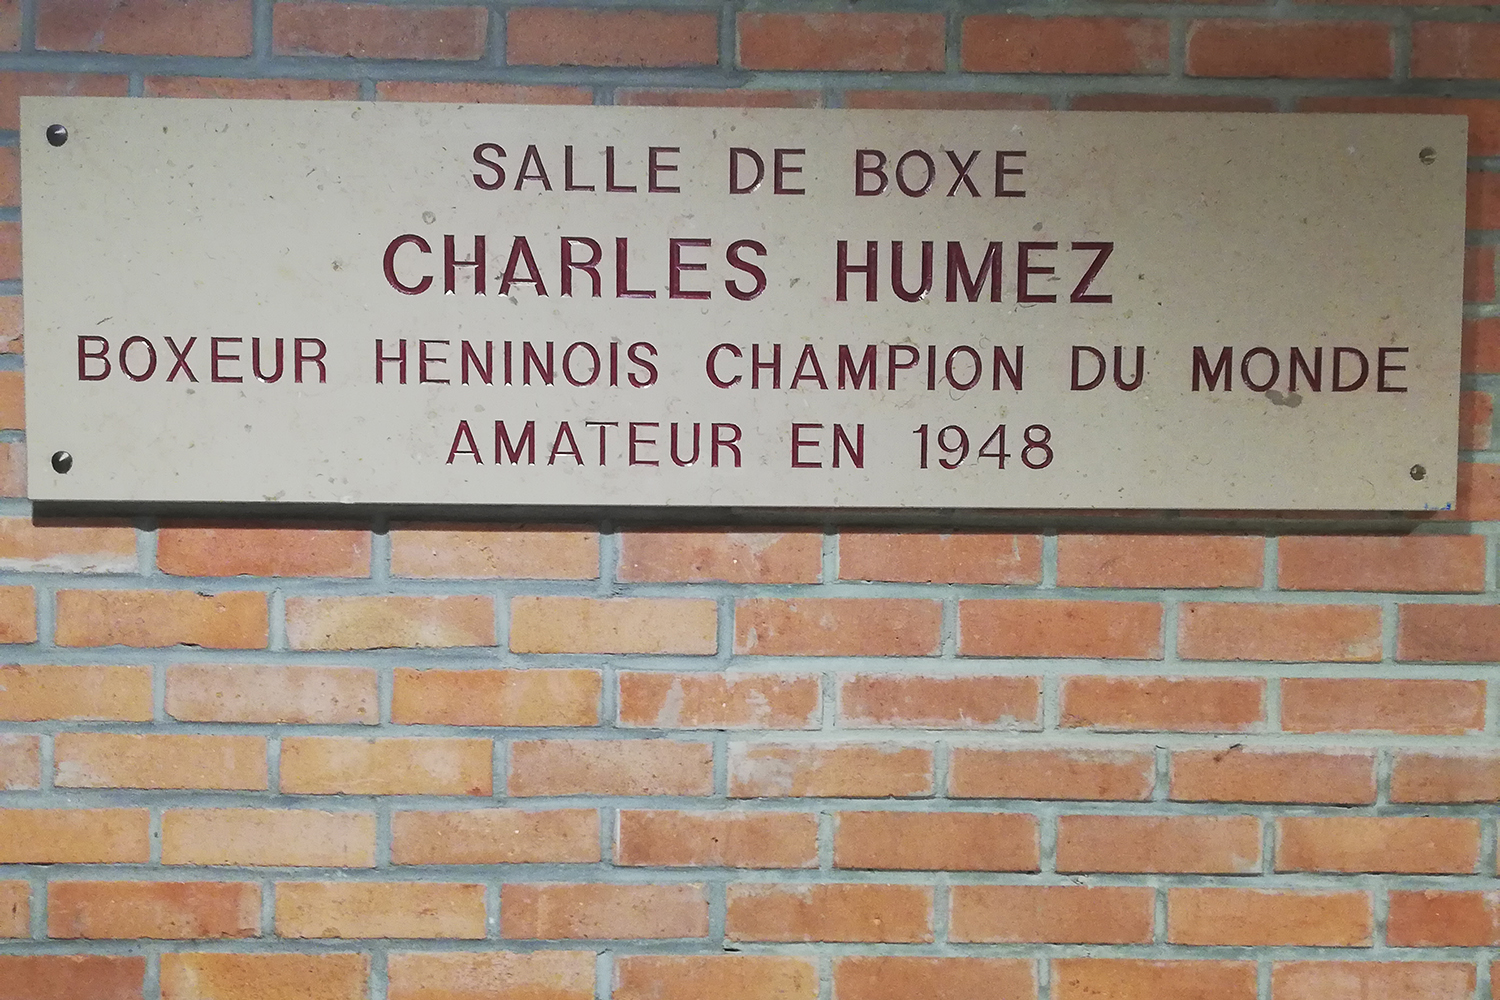 SALLE DE BOXE
CHARLES HUMEZ
BOXEUR HENINOIS CHAMPION DU MONDE
AMATEUR EN 1948